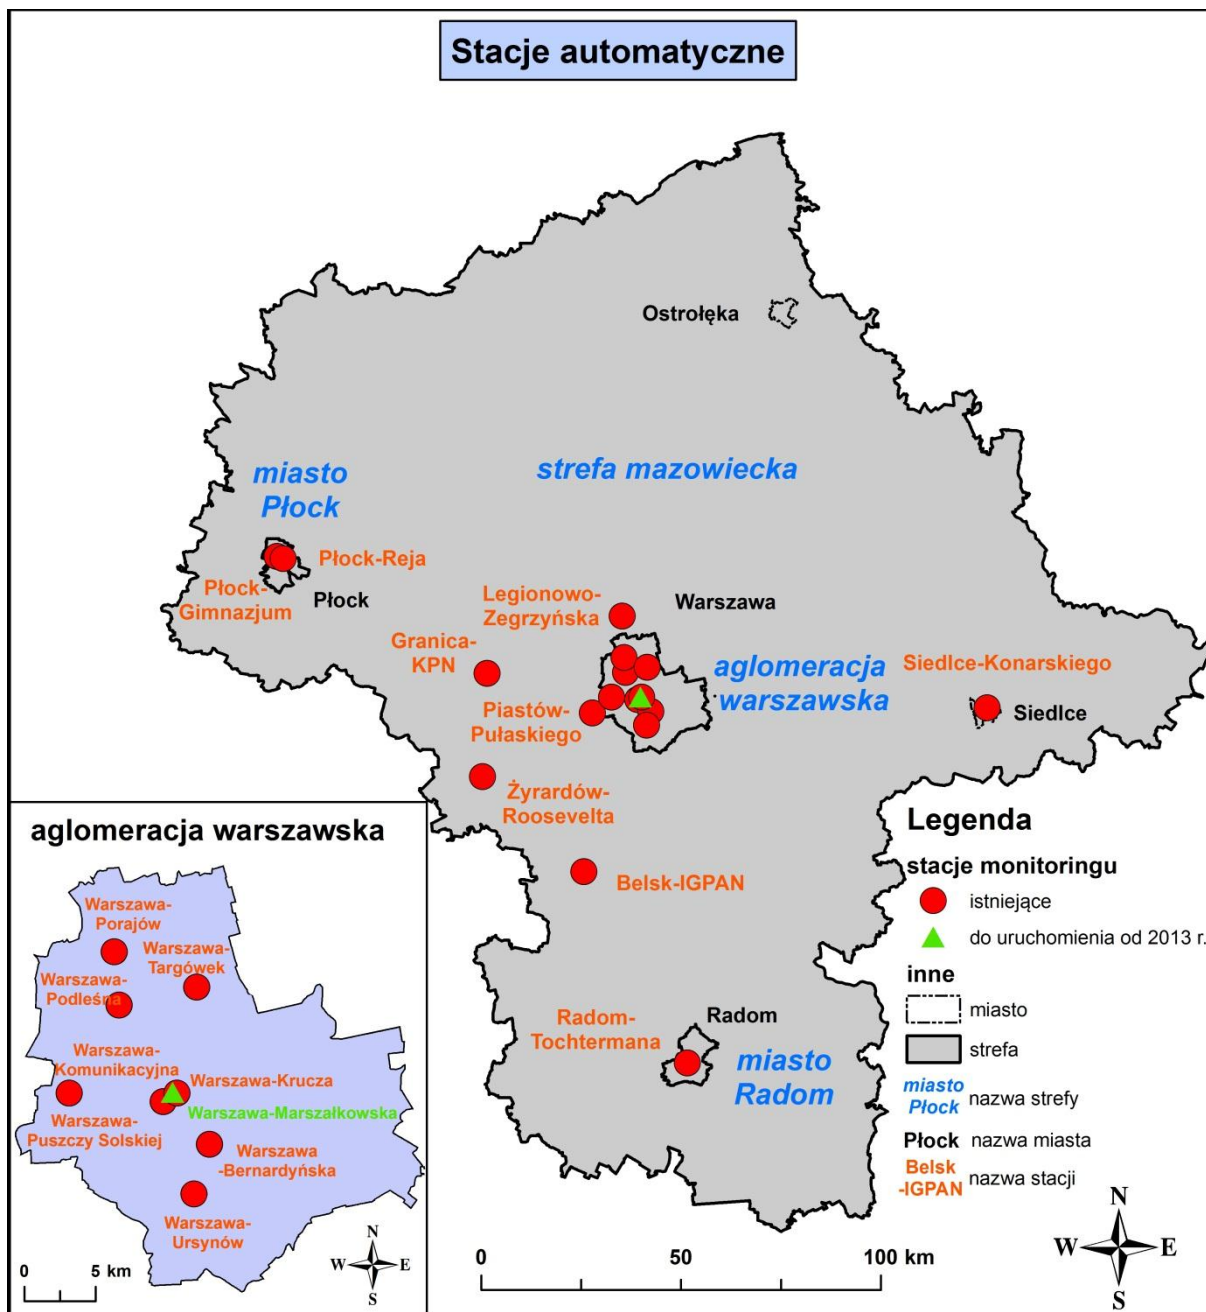 Stacje automatyczne
Ostrołęka
miasto
Płock
strefa mazowiecka
Płock-Reja
Płock-
Gimnazjum
Płock
Legionowo-
Zegrzyńska
Warszawa
Granica-
KPN
aglomeracja
warszawska
Siedlce-Konarskiego
Siedlce
Piastów-
Pułaskiego
Żyrardów-
Roosevelta
Belsk-IGPAN
Radom-
Tochtermana
Radom
miasto
Radom
aglomeracja warszawska
Warszawa-
Porajów
Warszawa-
Targówek
Warszawa-
Podleśna
Warszawa-
Komunikacyjna
Warszawa-Krucza
Warszawa-Marszałkowska
Warszawa-
Puszczy Solskiej
Warszawa
-Bernardyńska
Warszawa-
Ursynów
0 5 km
N
W E
S
Legenda
stacje monitoringu
istniejące
do uruchomienia od 2013 r.
inne
miasto
strefa
miasto
Płock
nazwa strefy
Płock nazwa miasta
Belsk
-IGPAN
nazwa stacji
0 50 100 km
N
W E
S